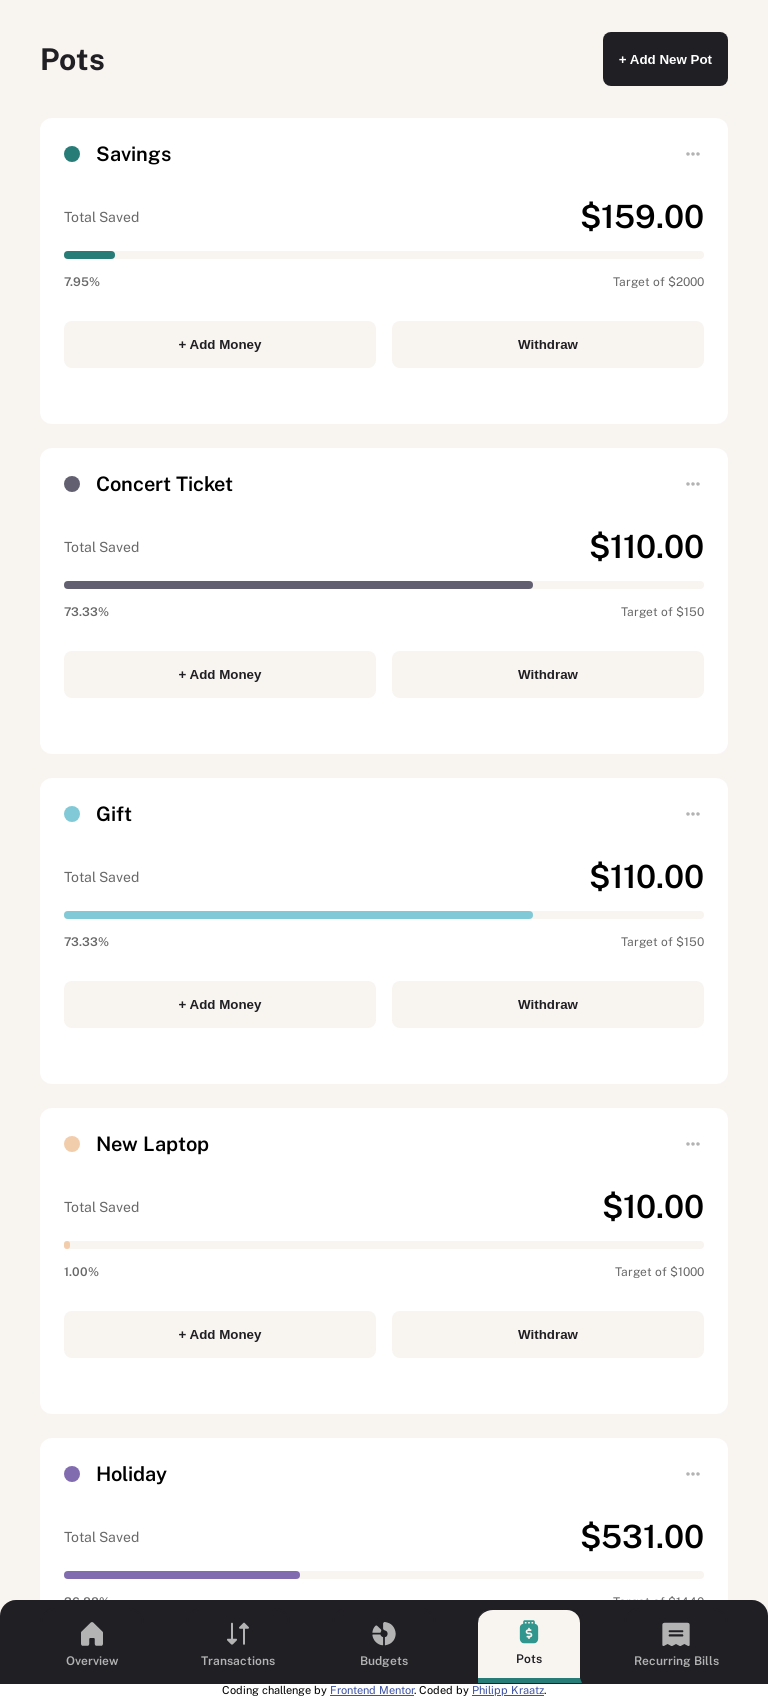 Pots
+ Add New Pot
Savings
Total Saved
$159.00
7.95%
Target of $2000
+ Add Money
Withdraw
Concert Ticket
Total Saved
$110.00
73.33%
Target of $150
+ Add Money
Withdraw
Gift
Total Saved
$110.00
73.33%
Target of $150
+ Add Money
Withdraw
New Laptop
Total Saved
$10.00
1.00%
Target of $1000
+ Add Money
Withdraw
Holiday
Total Saved
$531.00
Overview
Transactions
Budgets
Pots
Recurring Bills
Coding challenge by Frontend Mentor. Coded by Philipp Kraatz.